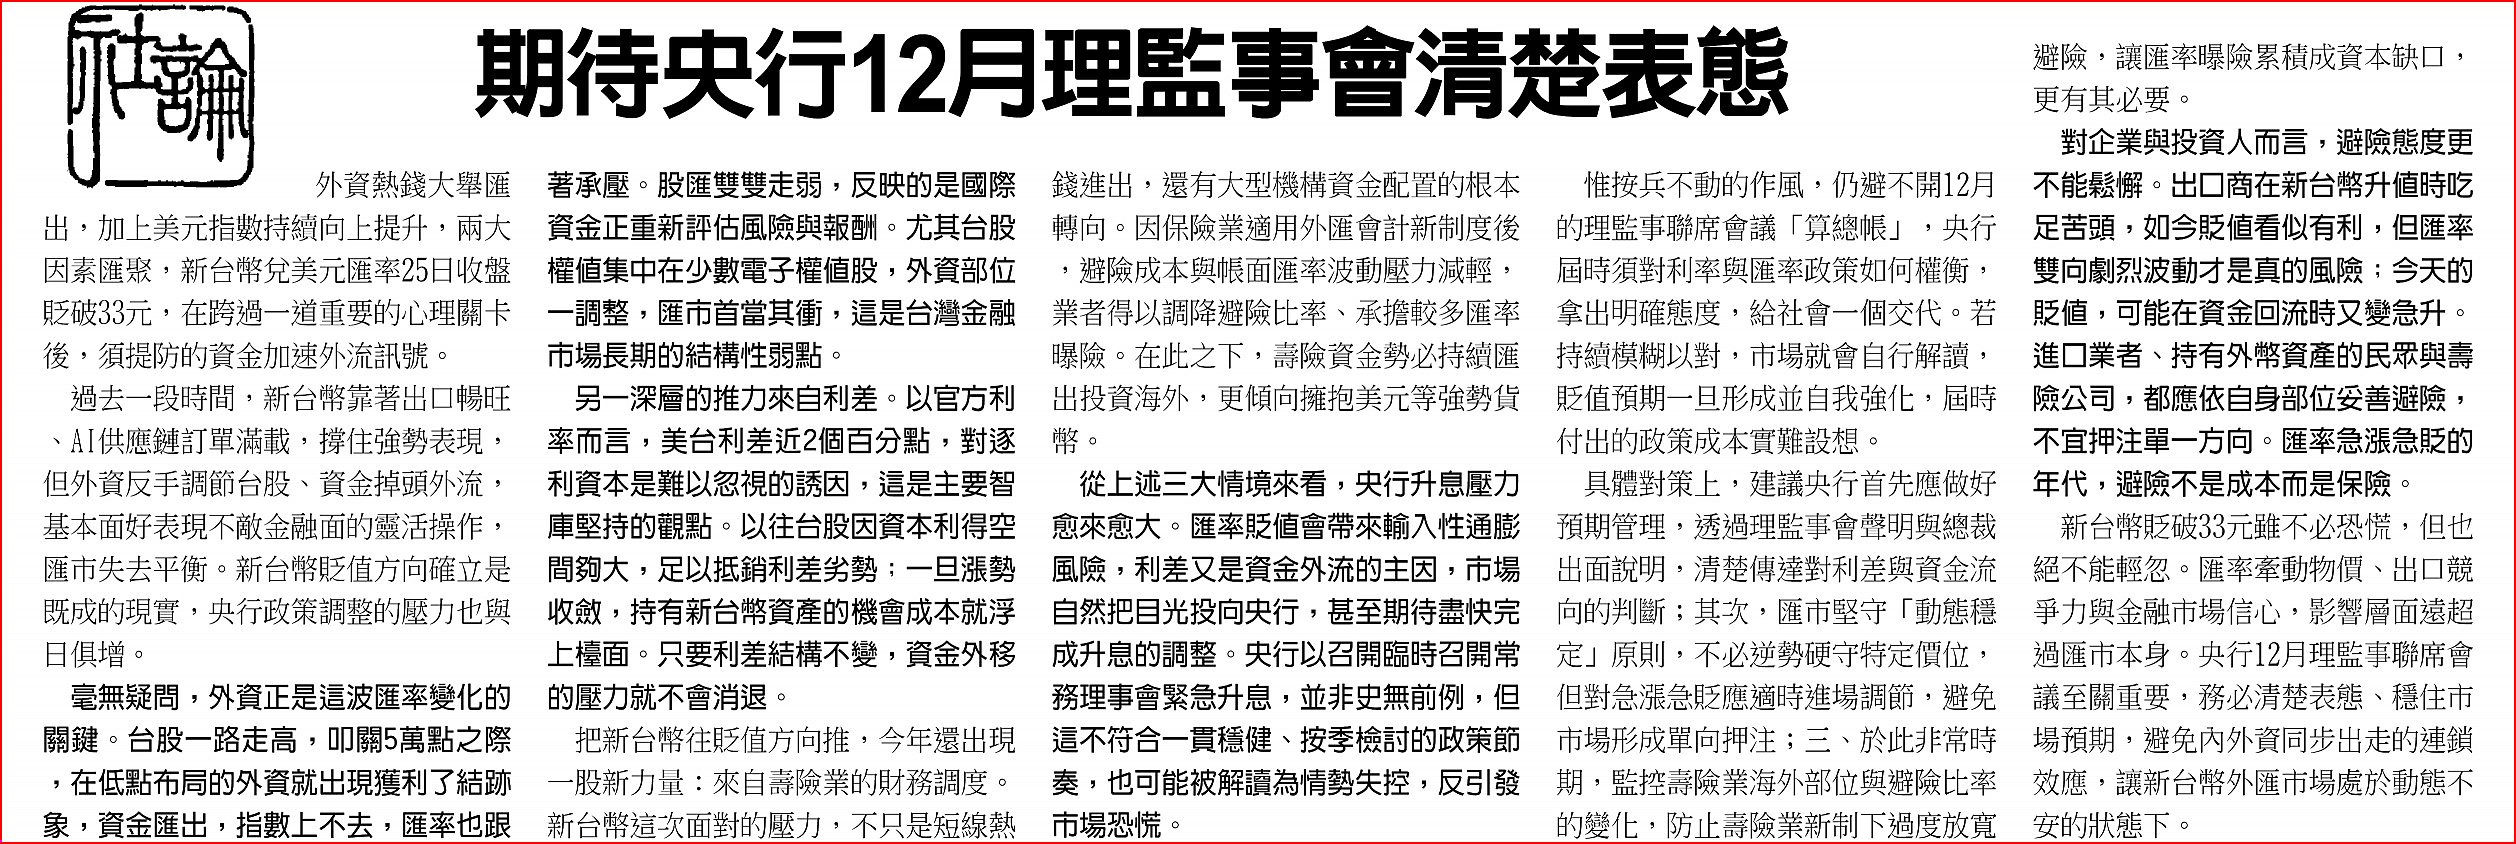 社論
期待央行12月理監事會清楚表態
外資熱錢大舉匯
出，加上美元指數持續向上提升，兩大
因素匯聚，新台幣兌美元匯率25日收盤
貶破33元，在跨過一道重要的心理關卡
後，須提防的資金加速外流訊號。
過去一段時間，新台幣靠著出口暢旺
、AI供應鏈訂單滿載，撐住強勢表現，
但外資反手調節台股、資金掉頭外流，
基本面好表現不敵金融面的靈活操作，
匯市失去平衡。新台幣貶值方向確立是
既成的現實，央行政策調整的壓力也與
日俱增。
毫無疑問，外資正是這波匯率變化的
關鍵。台股一路走高，叩關5萬點之際
，在低點布局的外資就出現獲利了結跡
象，資金匯出，指數上不去，匯率也跟
著承壓。股匯雙雙走弱，反映的是國際
資金正重新評估風險與報酬。尤其台股
權值集中在少數電子權值股，外資部位
一調整，匯市首當其衝，這是台灣金融
市場長期的結構性弱點。
另一深層的推力來自利差。以官方利
率而言，美台利差近2個百分點，對逐
利資本是難以忽視的誘因，這是主要智
庫堅持的觀點。以往台股因資本利得空
間夠大，足以抵銷利差劣勢；一旦漲勢
收斂，持有新台幣資產的機會成本就浮
上檯面。只要利差結構不變，資金外移
的壓力就不會消退。
把新台幣往貶值方向推，今年還出現
一股新力量：來自壽險業的財務調度。
新台幣這次面對的壓力，不只是短線熱
錢進出，還有大型機構資金配置的根本
轉向。因保險業適用外匯會計新制度後
，避險成本與帳面匯率波動壓力減輕，
業者得以調降避險比率、承擔較多匯率
曝險。在此之下，壽險資金勢必持續匯
出投資海外，更傾向擁抱美元等強勢貨
幣。
從上述三大情境來看，央行升息壓力
愈來愈大。匯率貶值會帶來輸入性通膨
風險，利差又是資金外流的主因，市場
自然把目光投向央行，甚至期待盡快完
成升息的調整。央行以召開臨時召開常
務理事會緊急升息，並非史無前例，但
這不符合一貫穩健、按季檢討的政策節
奏，也可能被解讀為情勢失控，反引發
市場恐慌。
惟按兵不動的作風，仍避不開12月
的理監事聯席會議「算總帳」，央行
屆時須對利率與匯率政策如何權衡，
拿出明確態度，給社會一個交代。若
持續模糊以對，市場就會自行解讀，
貶值預期一旦形成並自我強化，屆時
付出的政策成本實難設想。
具體對策上，建議央行首先應做好
預期管理，透過理監事會聲明與總裁
出面說明，清楚傳達對利差與資金流
向的判斷；其次，匯市堅守「動態穩
定」原則，不必逆勢硬守特定價位，
但對急漲急貶應適時進場調節，避免
市場形成單向押注；三、於此非常時
期，監控壽險業海外部位與避險比率
的變化，防止壽險業新制下過度放寬
避險，讓匯率曝險累積成資本缺口，
更有其必要。
對企業與投資人而言，避險態度更
不能鬆懈。出口商在新台幣升值時吃
足苦頭，如今貶值看似有利，但匯率
雙向劇烈波動才是真的風險；今天的
貶值，可能在資金回流時又變急升。
進口業者、持有外幣資產的民眾與壽
險公司，都應依自身部位妥善避險，
不宜押注單一方向。匯率急漲急貶的
年代，避險不是成本而是保險。
新台幣貶破33元雖不必恐慌，但也
絕不能輕忽。匯率牽動物價、出口競
爭力與金融市場信心，影響層面遠超
過匯市本身。央行12月理監事聯席會
議至關重要，務必清楚表態、穩住市
場預期，避免內外資同步出走的連鎖
效應，讓新台幣外匯市場處於動態不
安的狀態下。